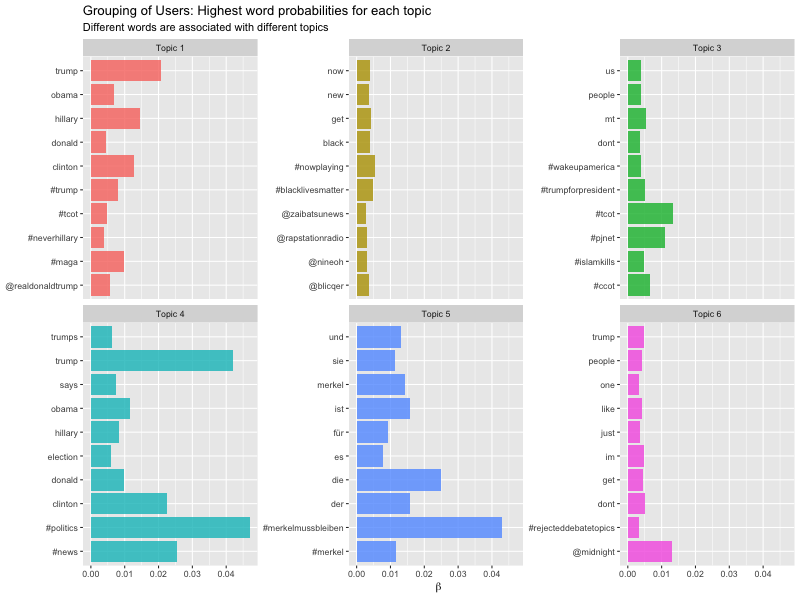 Grouping of Users: Highest word probabilities for each topic
Different words are associated with different topics
Topic 1
trump
obama
hillary
donald
clinton
#trump
#tcot
#neverhillary
#maga
@realdonaldtrump
Topic 2
now
new
get
black
#nowplaying
#blacklivesmatter
@zaibatsunews
@rapstationradio
@nineoh
@blicqer
Topic 3
us
people
mt
dont
#wakeupamerica
#trumpforpresident
#tcot
#pjnet
#islamkills
#ccot
Topic 4
trumps
trump
says
obama
hillary
election
donald
clinton
#politics
#news
0.00 0.01 0.02 0.03 0.04
Topic 5
und
sie
merkel
ist
für
es
die
der
#merkelmussbleiben
#merkel
0.00 0.01 0.02 0.03 0.04
Topic 6
trump
people
one
like
just
im
get
dont
#rejecteddebatetopics
@midnight
0.00 0.01 0.02 0.03 0.04
β